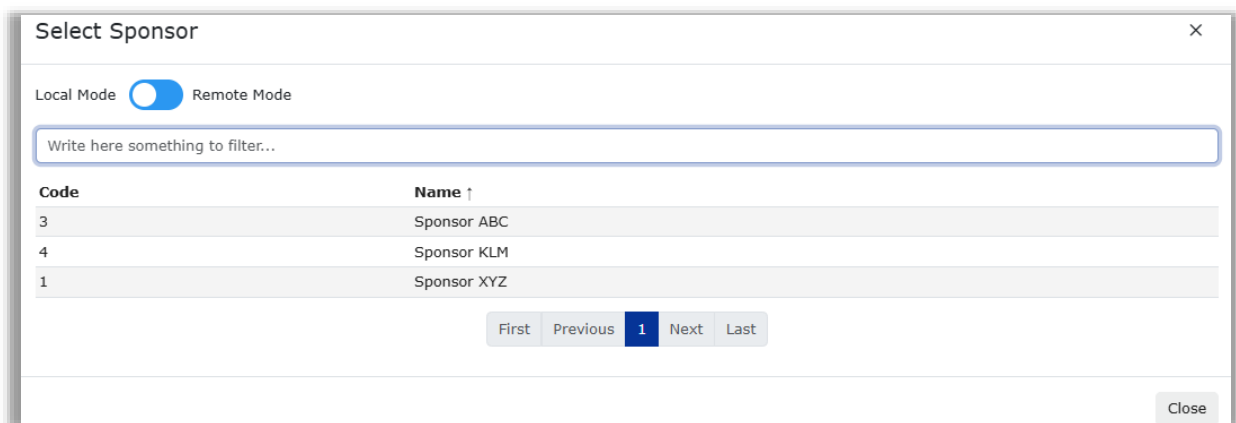 Select Sponsor ×
Local Mode Remote Mode
Write here something to filter...
Code Name ↑
3 Sponsor ABC
4 Sponsor KLM
1 Sponsor XYZ
First Previous 1 Next Last
Close